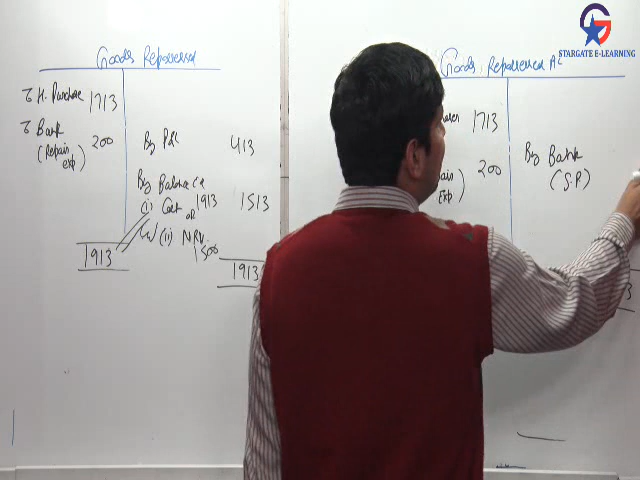 STARGATE E-LEARNING
Goods Repossessed
To H. Purchase 1713
To Bank 200
(Repair exp)
By P&L 413
By Balance c/d
(i) Cost 1913 1513
or
(ii) NRV
1500
1913
1913
Goods Repossessed A/c
1713
200
Exp)
By Bank
(S.P)